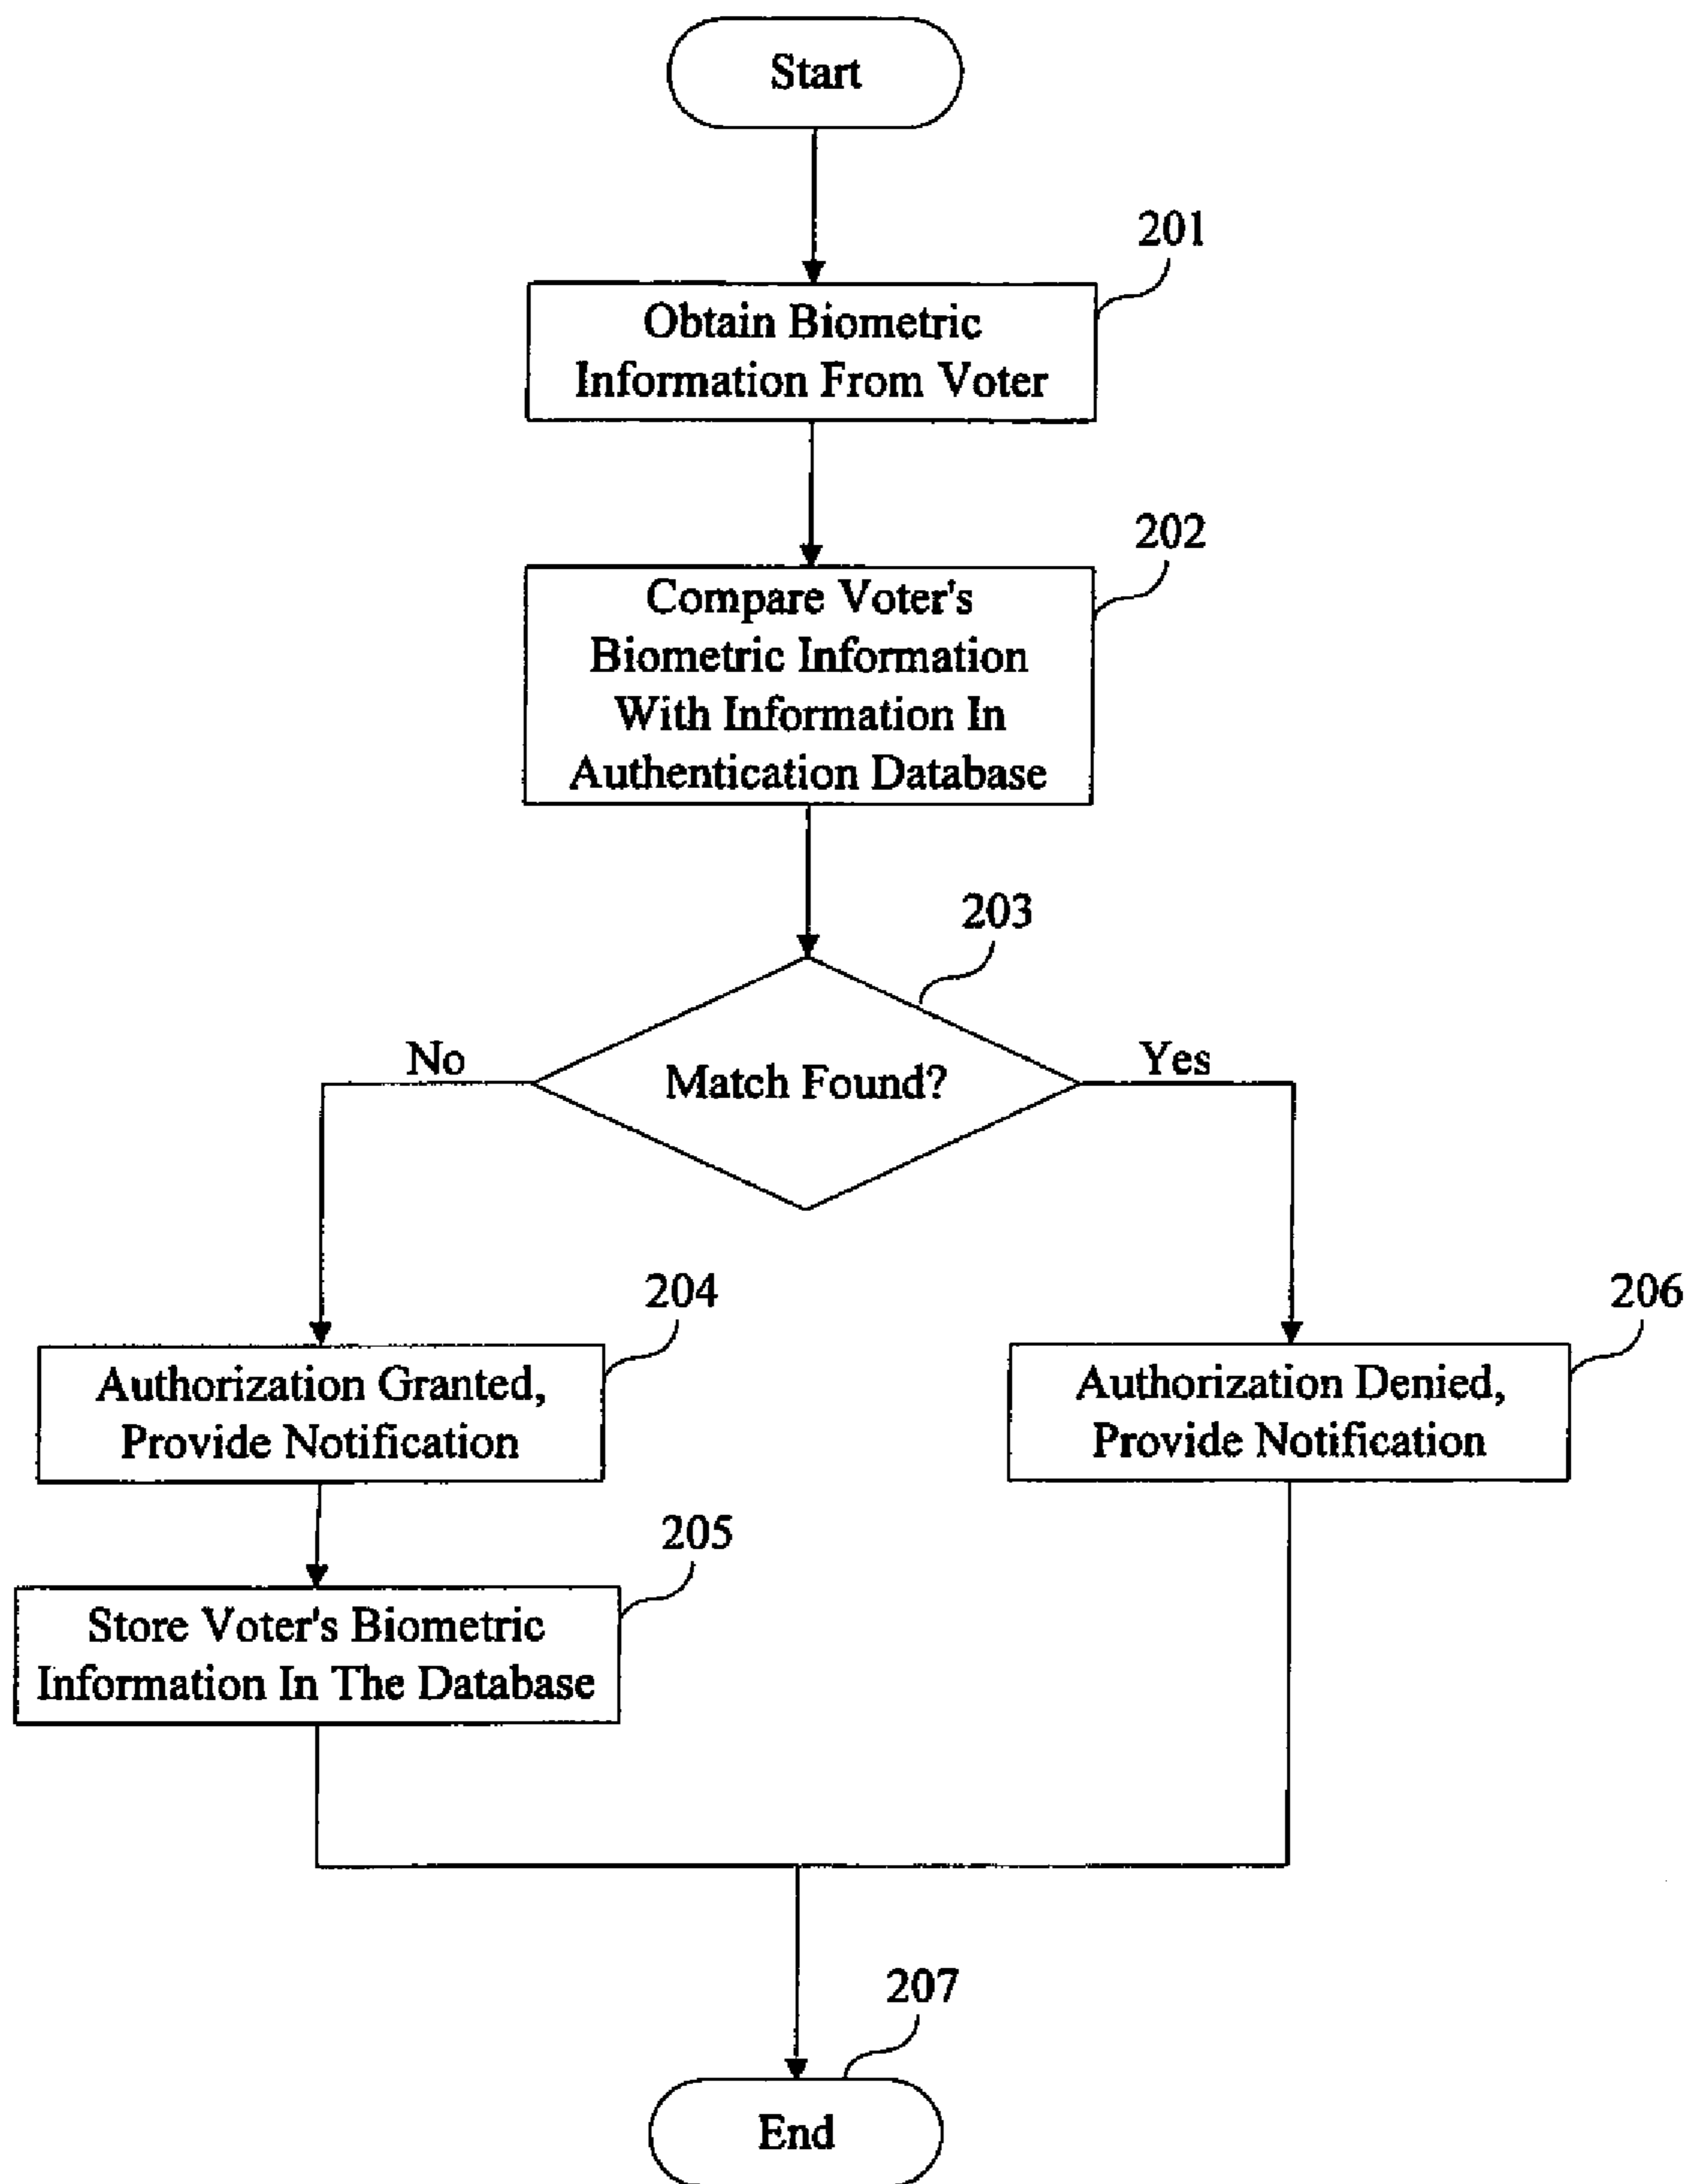 Start
201
Obtain Biometric
Information From Voter
202
Compare Voter's
Biometric Information
With Information In
Authentication Database
203
No
Match Found?
Yes
204
Authorization Granted,
Provide Notification
206
Authorization Denied,
Provide Notification
205
Store Voter's Biometric
Information In The Database
207
End